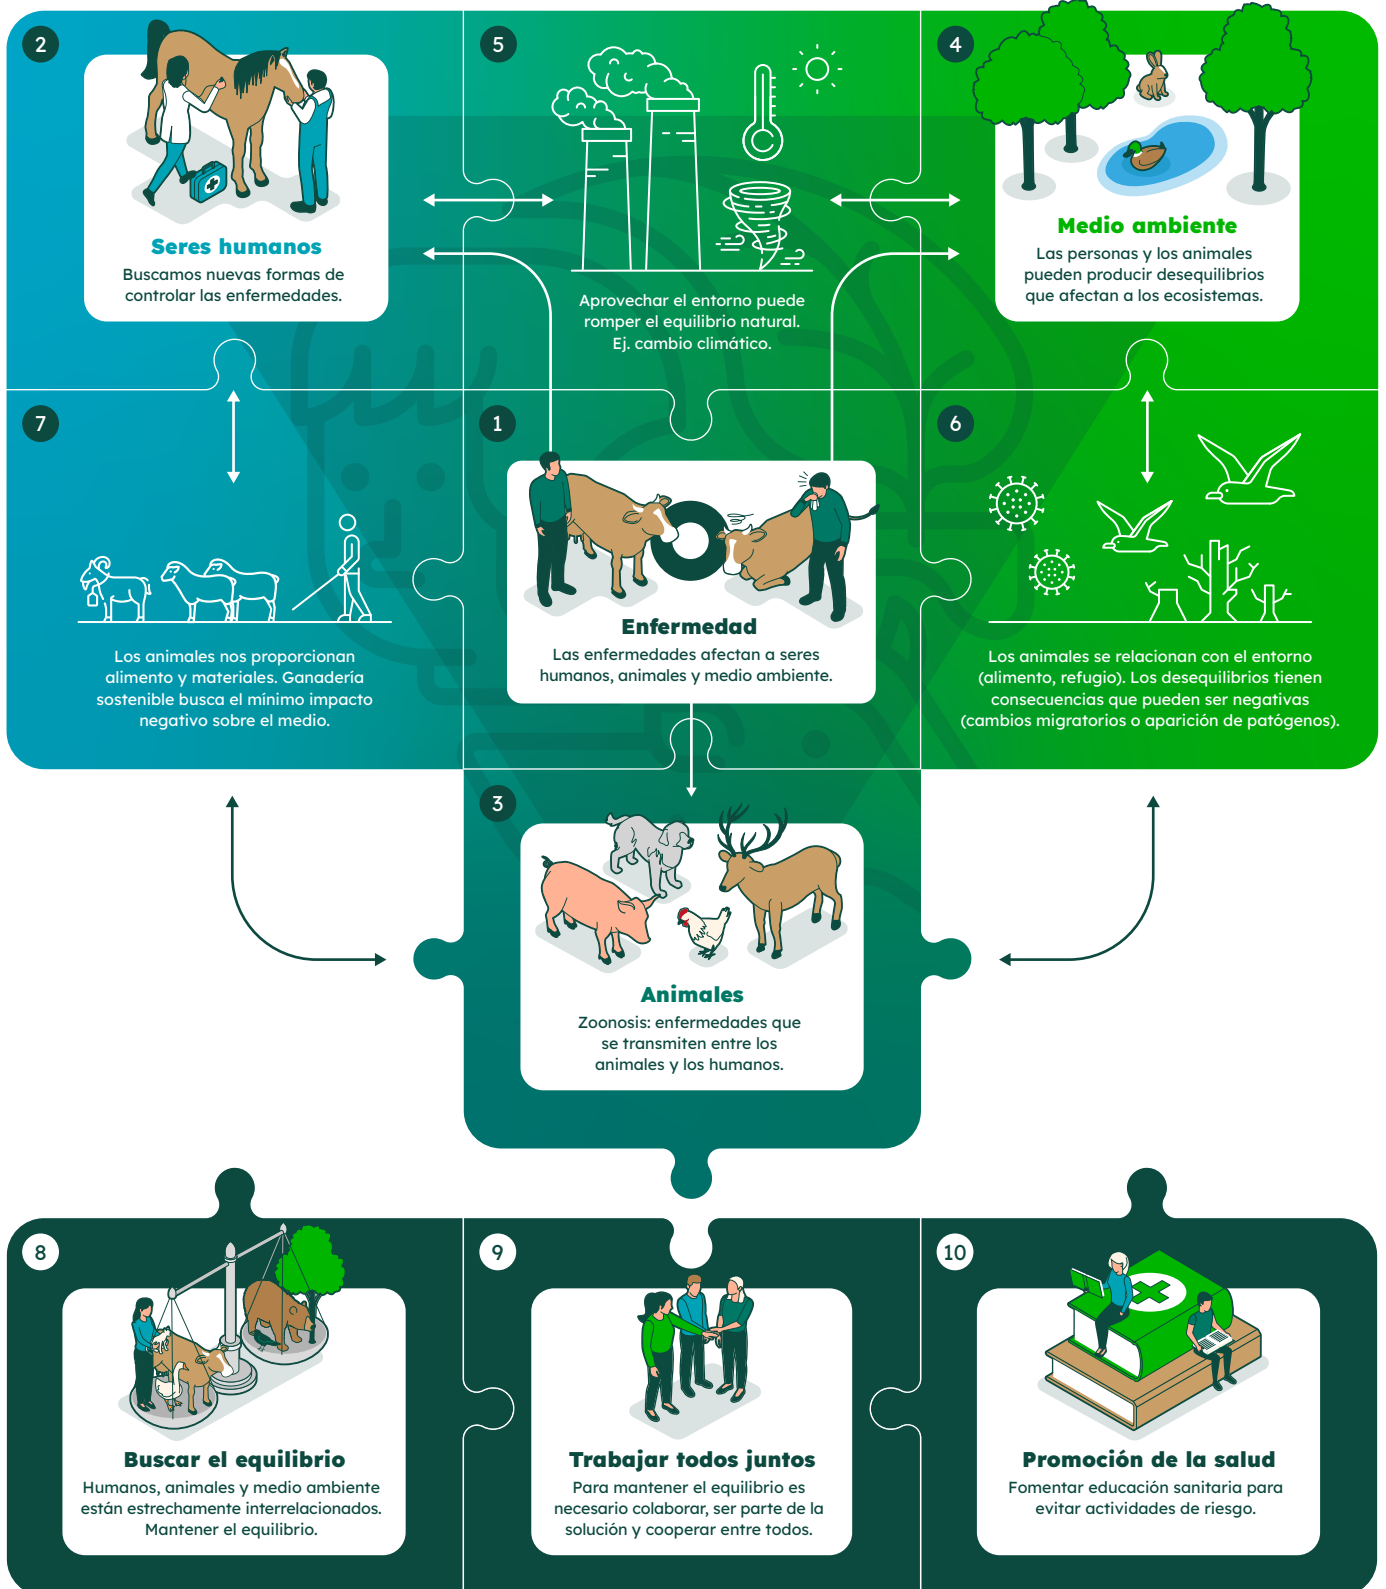 2
Seres humanos
Buscamos nuevas formas de
controlar las enfermedades.
5
Aprovechar el entorno puede
romper el equilibrio natural.
Ej. cambio climático.
4
Medio ambiente
Las personas y los animales
pueden producir desequilibrios
que afectan a los ecosistemas.
7
Los animales nos proporcionan
alimento y materiales. Ganadería
sostenible busca el mínimo impacto
negativo sobre el medio.
1
Enfermedad
Las enfermedades afectan a seres
humanos, animales y medio ambiente.
6
Los animales se relacionan con el entorno
(alimento, refugio). Los desequilibrios tienen
consecuencias que pueden ser negativas
(cambios migratorios o aparición de patógenos).
3
Animales
Zoonosis: enfermedades que
se transmiten entre los
animales y los humanos.
8
Buscar el equilibrio
Humanos, animales y medio ambiente
están estrechamente interrelacionados.
Mantener el equilibrio.
9
Trabajar todos juntos
Para mantener el equilibrio es
necesario colaborar, ser parte de la
solución y cooperar entre todos.
10
Promoción de la salud
Fomentar educación sanitaria para
evitar actividades de riesgo.